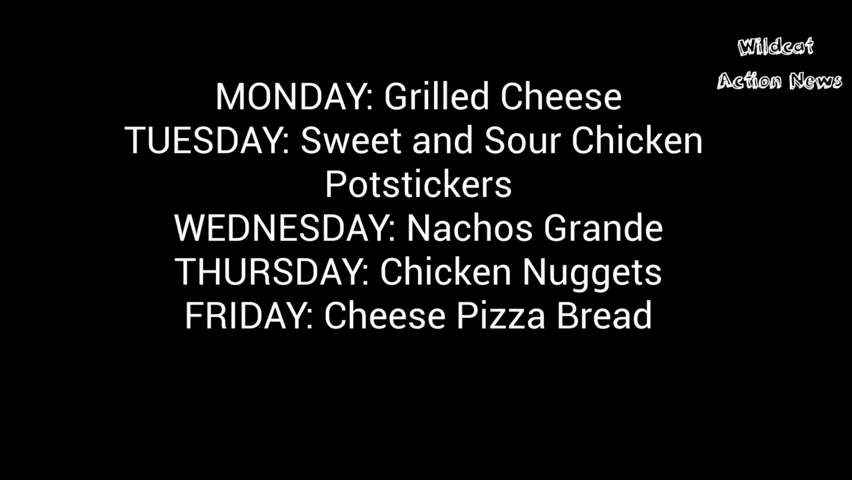 Wildcat
Action News
MONDAY: Grilled Cheese
TUESDAY: Sweet and Sour Chicken
Potstickers
WEDNESDAY: Nachos Grande
THURSDAY: Chicken Nuggets
FRIDAY: Cheese Pizza Bread